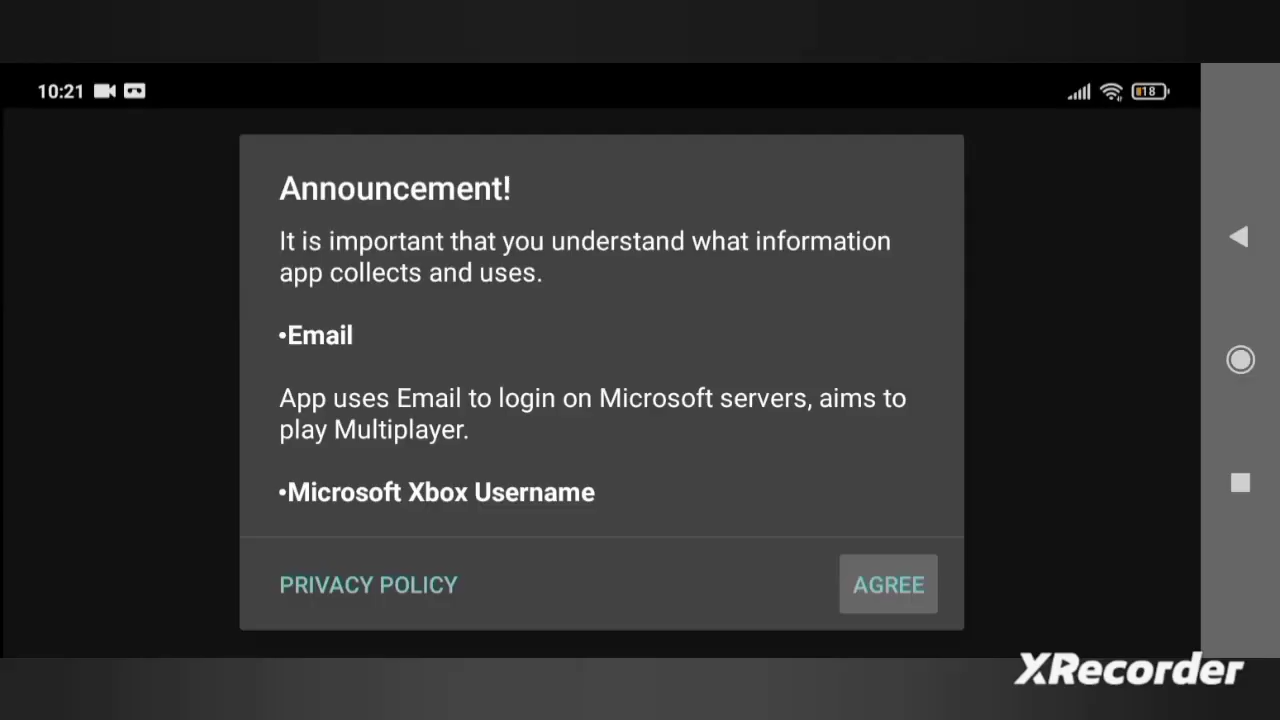 10:21
18
Announcement!
It is important that you understand what information
app collects and uses.
•Email
App uses Email to login on Microsoft servers, aims to
play Multiplayer.
•Microsoft Xbox Username
PRIVACY POLICY
AGREE
XRecorder